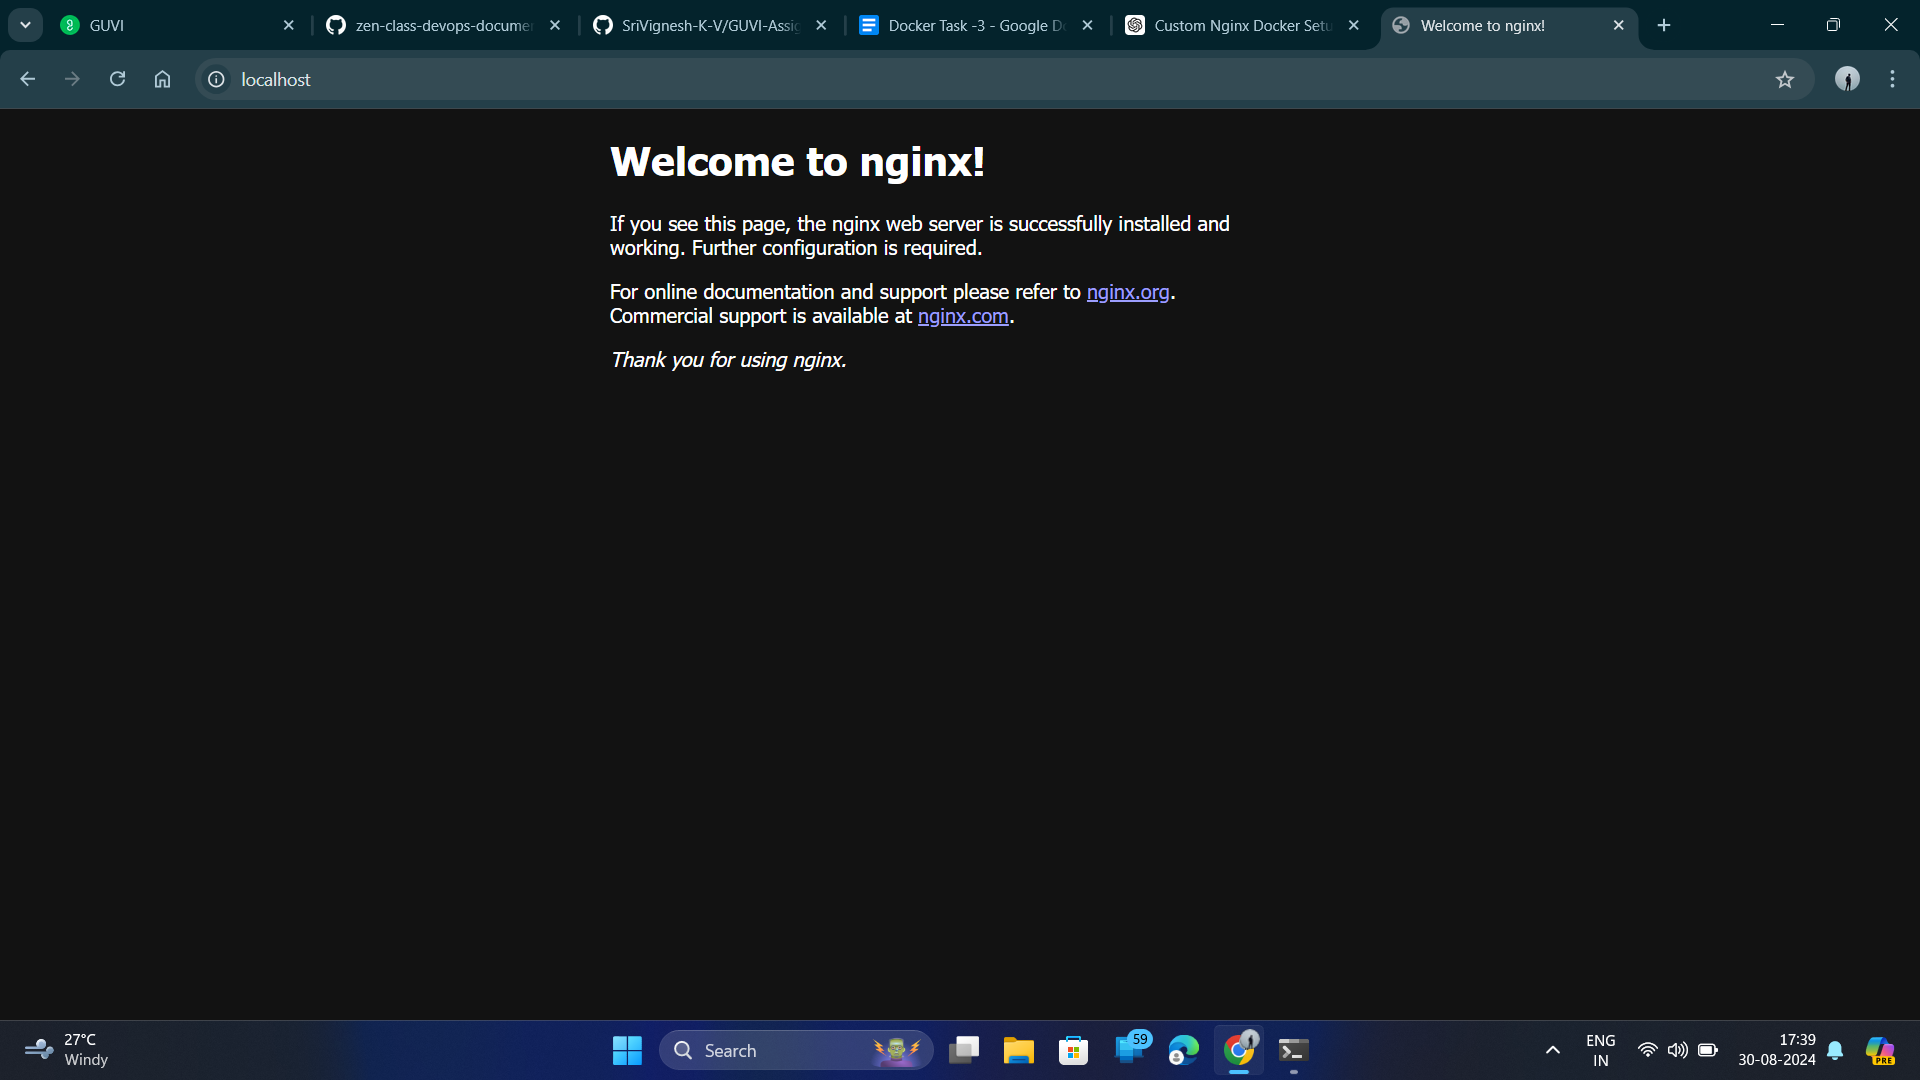 GUVI
zen-class-devops-docume
SriVignesh-K-V/GUVI-Assig
Docker Task -3 - Google D
Custom Nginx Docker Setu
Welcome to nginx!
localhost
Welcome to nginx!
If you see this page, the nginx web server is successfully installed and
working. Further configuration is required.
For online documentation and support please refer to nginx.org.
Commercial support is available at nginx.com.
Thank you for using nginx.
27°C
Windy
Search
59
ENG
IN
17:39
30-08-2024
PRE